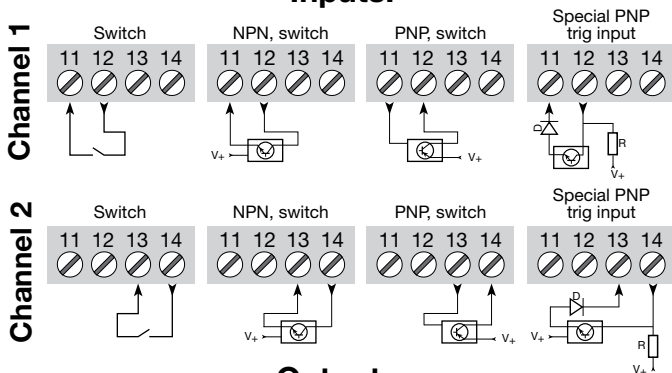 Inputs:
Channel 1
Switch
11 12 13 14
NPN, switch
11 12 13 14
V+
PNP, switch
11 12 13 14
V+
Special PNP
trig input
11 12 13 14
D
R
V+
Channel 2
Switch
11 12 13 14
NPN, switch
11 12 13 14
V+
PNP, switch
11 12 13 14
V+
Special PNP
trig input
11 12 13 14
D
V+
R
V+